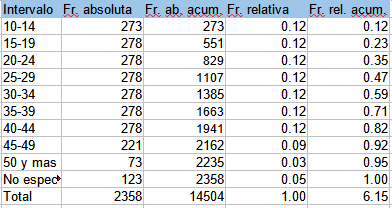 Intervalo Fr. absoluta Fr. ab. acum. Fr. relativa Fr. rel. acum.
10-14 273 273 0.12 0.12
15-19 278 551 0.12 0.23
20-24 278 829 0.12 0.35
25-29 278 1107 0.12 0.47
30-34 278 1385 0.12 0.59
35-39 278 1663 0.12 0.71
40-44 278 1941 0.12 0.82
45-49 221 2162 0.09 0.92
50 y mas 73 2235 0.03 0.95
No espec 123 2358 0.05 1.00
Total 2358 14504 1.00 6.15